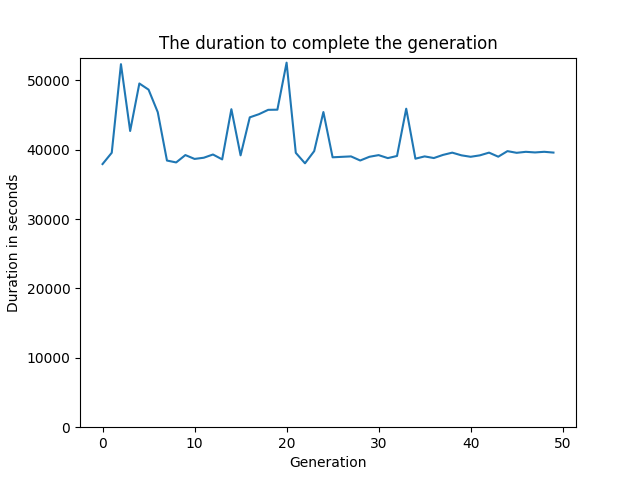 The duration to complete the generation
50000
40000
30000
20000
10000
0
Duration in seconds
0 10 20 30 40 50
Generation